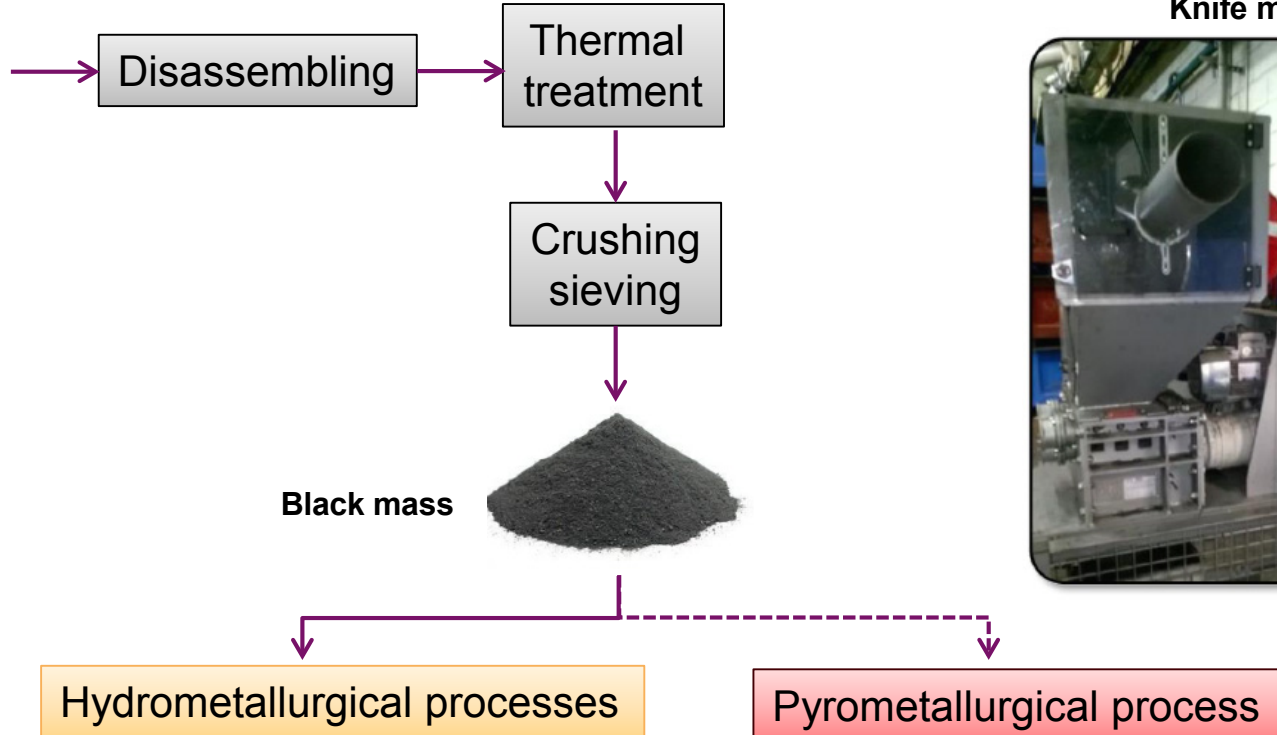 Knife m
Disassembling
Thermal
treatment
Crushing
sieving
Black mass
Hydrometallurgical processes
Pyrometallurgical process